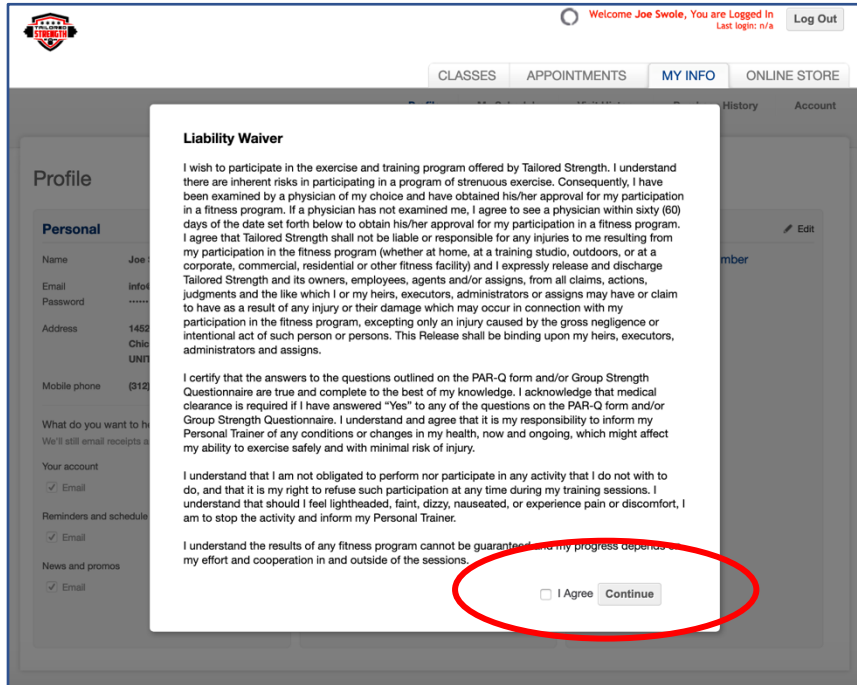 TAILORED
STRENGTH
Welcome Joe Swole, You are Logged In
Last login: n/a
Log Out
CLASSES APPOINTMENTS MY INFO ONLINE STORE
History Account
Profile
Personal
Edit
Name Joe
Email
Password ······
Address 1452
Mobile phone (312)
What do you want to
We'll still email receipts
Your account
Email
Reminders and schedule
Email
News and promos
Email
Liability Waiver
I wish to participate in the exercise and training program offered by Tailored Strength. I understand
there are inherent risks in participating in a program of strenuous exercise. Consequently, I have
been examined by a physician of my choice and have obtained his/her approval for my participation
in a fitness program. If a physician has not examined me, I agree to see a physician within sixty (60)
days of the date set forth below to obtain his/her approval for my participation in a fitness program.
I agree that Tailored Strength shall not be liable or responsible for any injuries to me resulting from
my participation in the fitness program (whether at home, at a training studio, outdoors, or at a
corporate, commercial, residential or other fitness facility) and I expressly release and discharge
Tailored Strength and its owners, employees, agents and/or assigns, from all claims, actions,
judgments and the like which I or my heirs, executors, administrators or assigns may have or claim
to have as a result of any injury or their damage which may occur in connection with my
participation in the fitness program, excepting only an injury caused by the gross negligence or
intentional act of such person or persons. This Release shall be binding upon my heirs, executors,
administrators and assigns.
I certify that the answers to the questions outlined on the PAR-Q form and/or Group Strength
Questionnaire are true and complete to the best of my knowledge. I acknowledge that medical
clearance is required if I have answered “Yes” to any of the questions on the PAR-Q form and/or
Group Strength Questionnaire. I understand and agree that it is my responsibility to inform my
Personal Trainer of any conditions or changes in my health, now and ongoing, which might affect
my ability to exercise safely and with minimal risk of injury.
I understand that I am not obligated to perform nor participate in any activity that I do not with to
do, and that it is my right to refuse such participation at any time during my training sessions. I
understand that should I feel lightheaded, faint, dizzy, nauseated, or experience pain or discomfort, I
am to stop the activity and inform my Personal Trainer.
I understand the results of any fitness program cannot be guaranteed and my progress depends on
my effort and cooperation in and outside of the sessions.
I Agree Continue